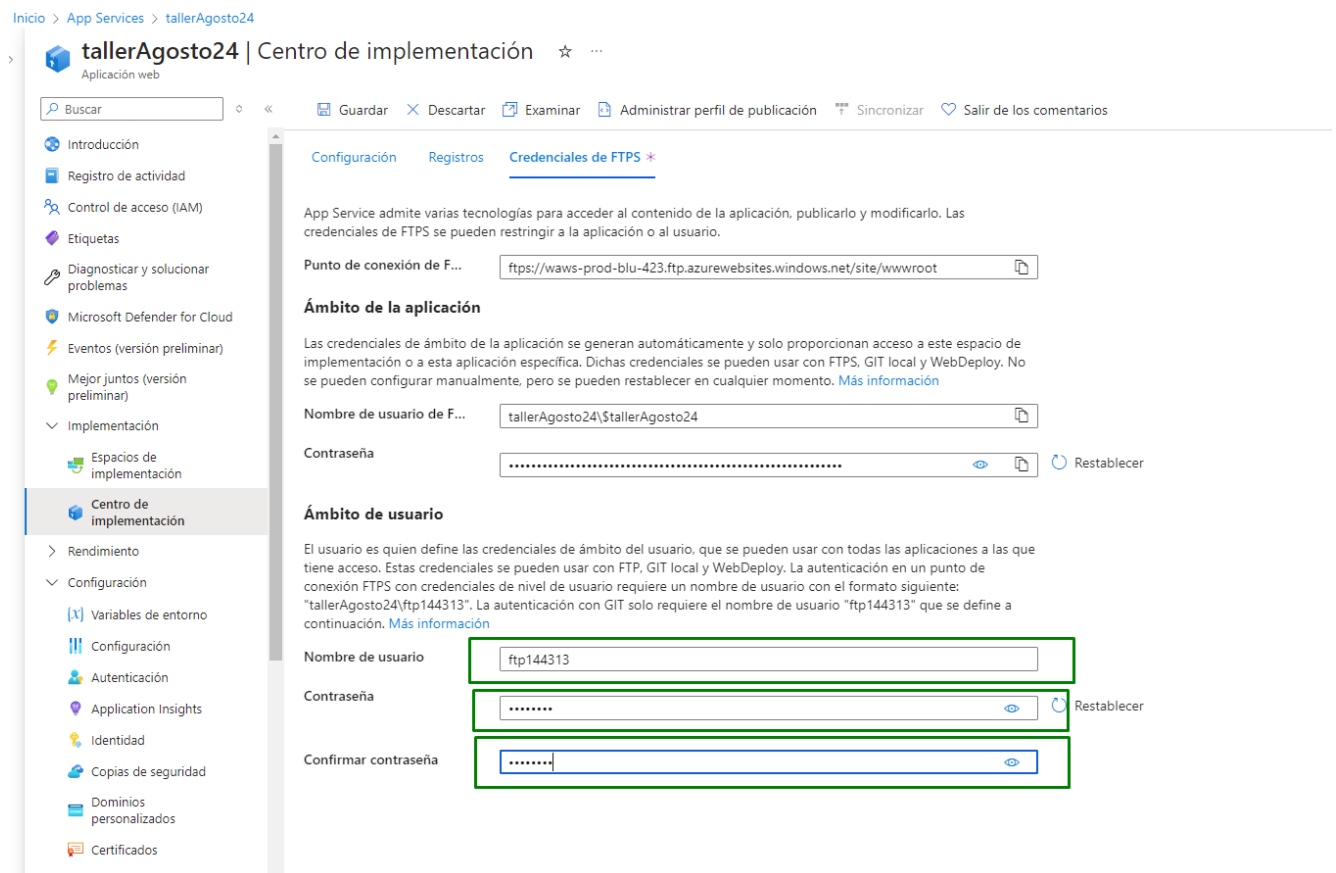 Inicio > App Services > tallerAgosto24
tallerAgosto24 | Centro de implementación
Aplicación web
Buscar
Guardar
Descartar
Examinar
Administrar perfil de publicación
Sincronizar
Salir de los comentarios
Introducción
Registro de actividad
Control de acceso (IAM)
Etiquetas
Diagnosticar y solucionar
problemas
Microsoft Defender for Cloud
Eventos (versión preliminar)
Mejor juntos (versión
preliminar)
Implementación
Espacios de
implementación
Centro de
implementación
Rendimiento
Configuración
Variables de entorno
Configuración
Autenticación
Application Insights
Identidad
Copias de seguridad
Dominios
personalizados
Certificados
Configuración
Registros
Credenciales de FTPS *
App Service admite varias tecnologías para acceder al contenido de la aplicación, publicarlo y modificarlo. Las
credenciales de FTPS se pueden restringir a la aplicación o al usuario.
Punto de conexión de F...
ftps://waws-prod-blu-423.ftp.azurewebsites.windows.net/site/wwwroot
Ámbito de la aplicación
Las credenciales de ámbito de la aplicación se generan automáticamente y solo proporcionan acceso a este espacio de
implementación o a esta aplicación específica. Dichas credenciales se pueden usar con FTPS, GIT local y WebDeploy. No
se pueden configurar manualmente, pero se pueden restablecer en cualquier momento. Más información
Nombre de usuario de F...
tallerAgosto24\$tallerAgosto24
Contraseña
Restablecer
Ámbito de usuario
El usuario es quien define las credenciales de ámbito del usuario, que se pueden usar con todas las aplicaciones a las que
tiene acceso. Estas credenciales se pueden usar con FTP, GIT local y WebDeploy. La autenticación en un punto de
conexión FTPS con credenciales de nivel de usuario requiere un nombre de usuario con el formato siguiente:
"tallerAgosto24\ftp144313". La autenticación con GIT solo requiere el nombre de usuario "ftp144313" que se define a
continuación. Más información
Nombre de usuario
ftp144313
Contraseña
Restablecer
Confirmar contraseña